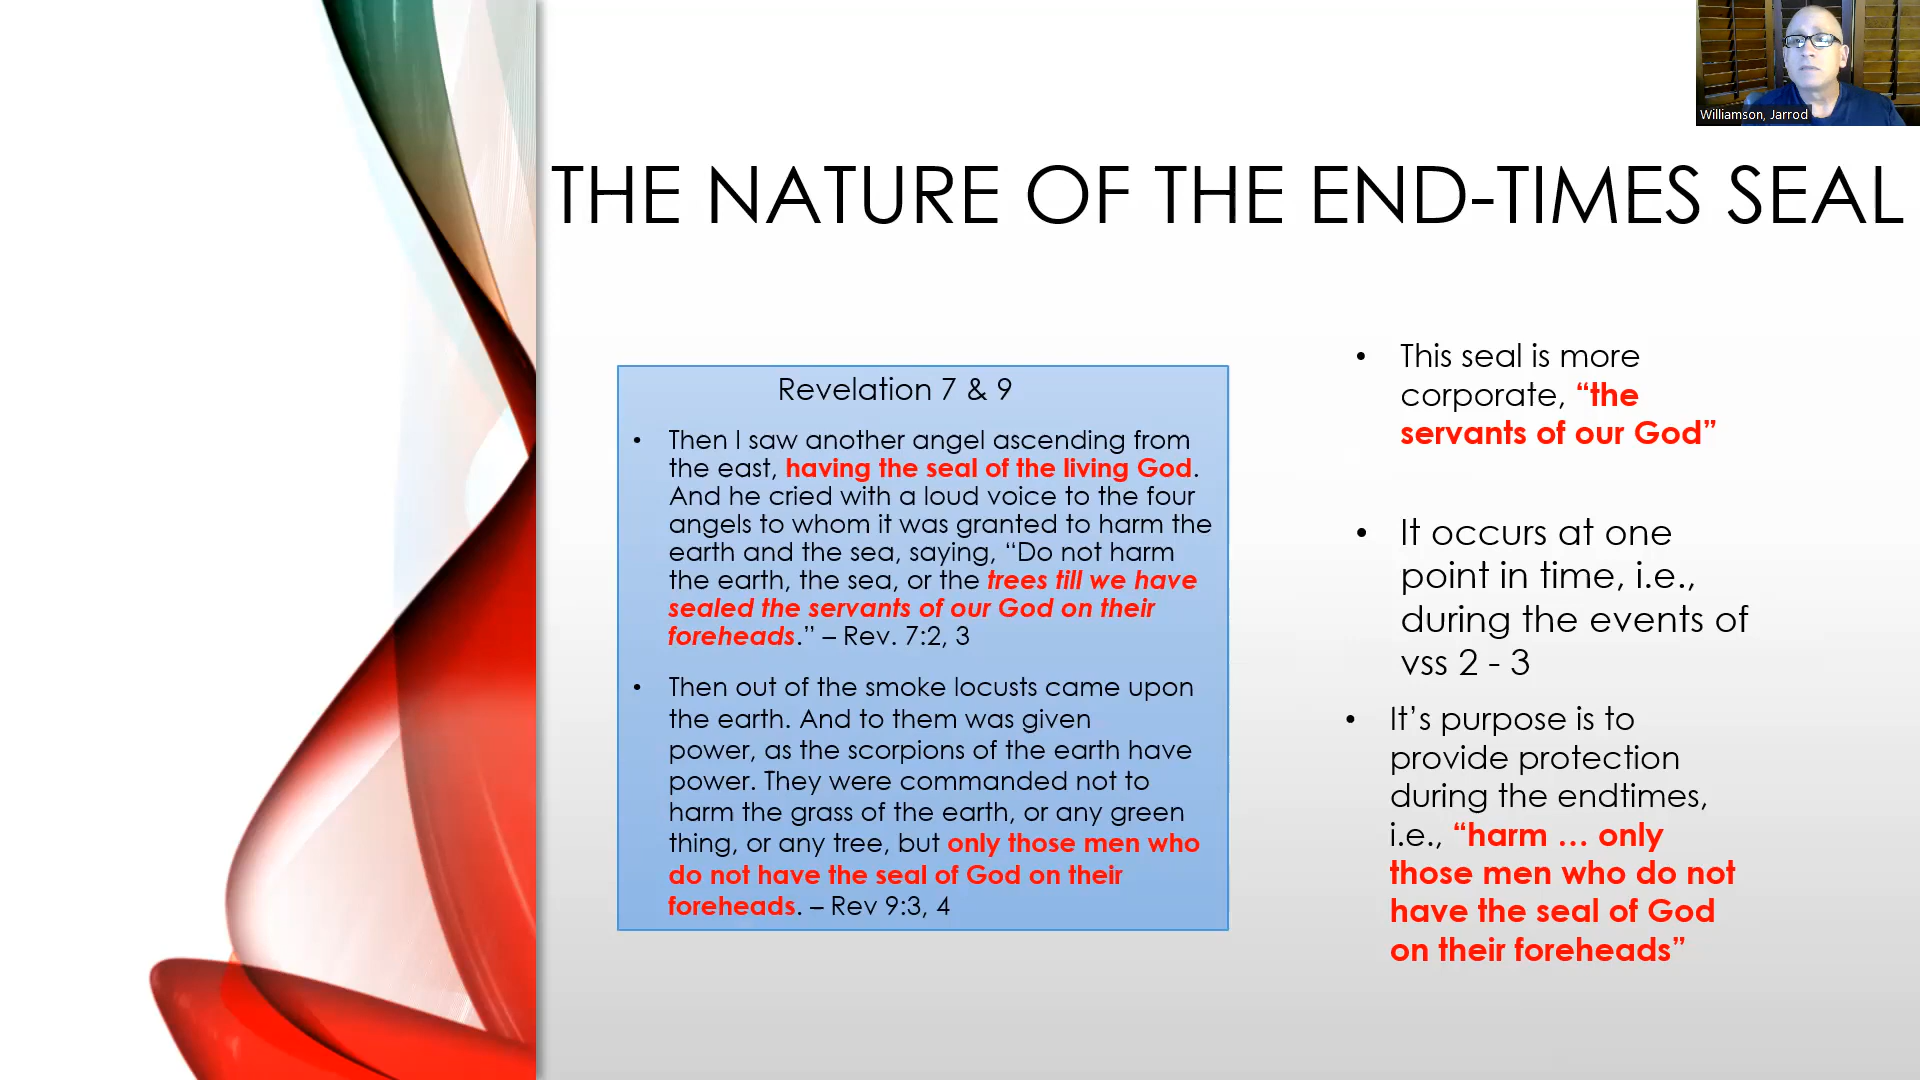 Williamson, Jarrod
THE NATURE OF THE END-TIMES SEAL
Revelation 7 & 9
• Then I saw another angel ascending from
the east, having the seal of the living God.
And he cried with a loud voice to the four
angels to whom it was granted to harm the
earth and the sea, saying, “Do not harm
the earth, the sea, or the trees till we have
sealed the servants of our God on their
foreheads.” – Rev. 7:2, 3
• Then out of the smoke locusts came upon
the earth. And to them was given
power, as the scorpions of the earth have
power. They were commanded not to
harm the grass of the earth, or any green
thing, or any tree, but only those men who
do not have the seal of God on their
foreheads. – Rev 9:3, 4
• This seal is more
corporate, “the
servants of our God”
• It occurs at one
point in time, i.e.,
during the events of
vss 2 - 3
• It’s purpose is to
provide protection
during the endtimes,
i.e., “harm … only
those men who do not
have the seal of God
on their foreheads”